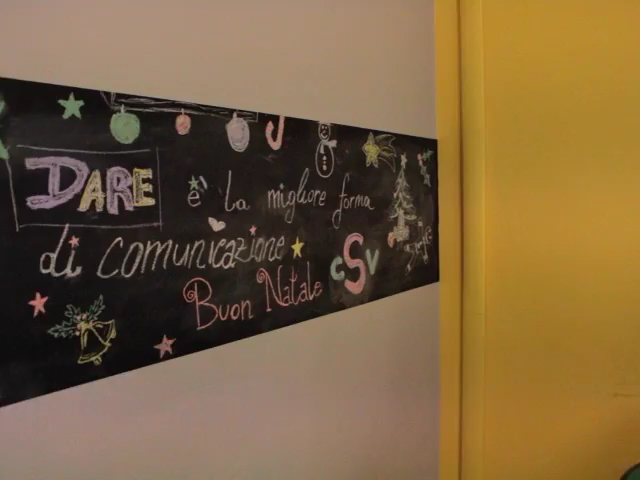 DARE è la migliore forma
di comunicazione
Buon Natale
CSV